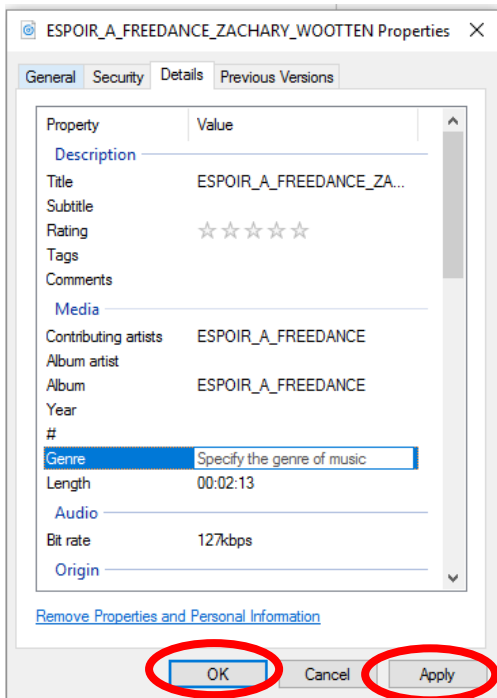 ESPOIR_A_FREEDANCE_ZACHARY_WOOTTEN Properties
General Security Details Previous Versions
Property Value
Description
Title ESPOIR_A_FREEDANCE_ZA...
Subtitle
Rating
Tags
Comments
Media
Contributing artists ESPOIR_A_FREEDANCE
Album artist
Album ESPOIR_A_FREEDANCE
Year
#
Genre Specify the genre of music
Length 00:02:13
Audio
Bit rate 127kbps
Origin
Remove Properties and Personal Information
OK Cancel Apply